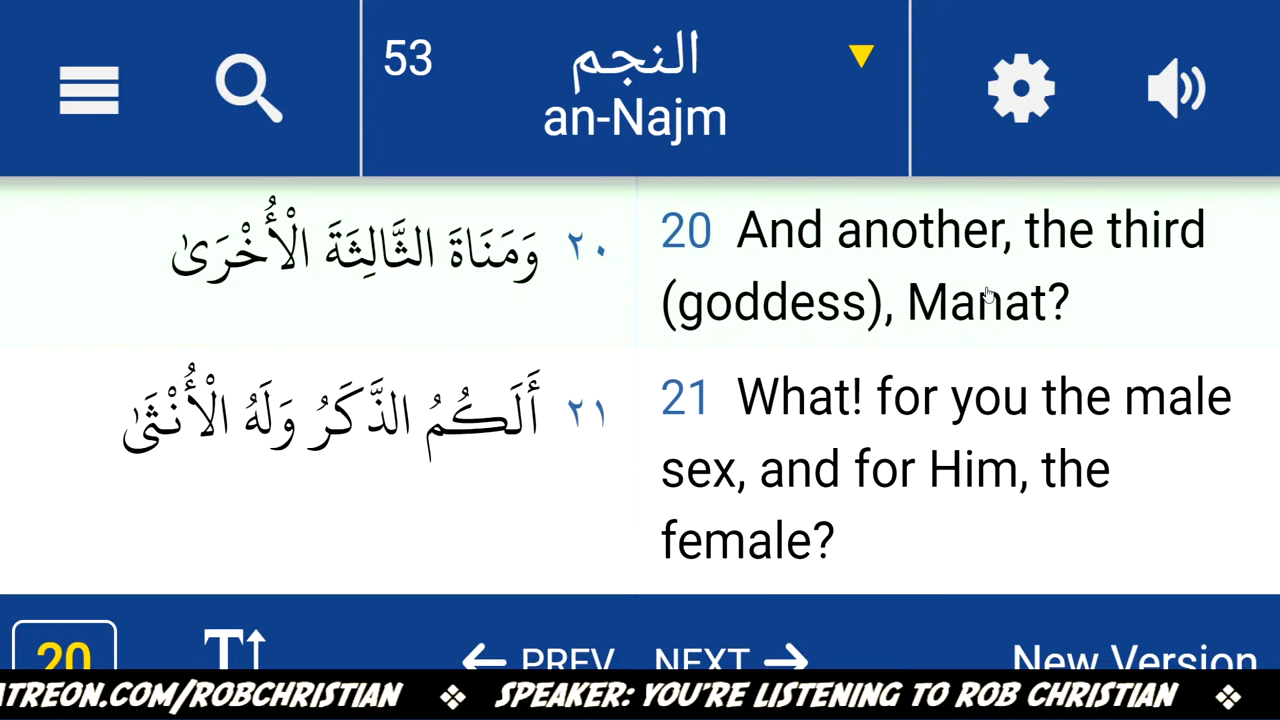 53
النجم
an-Najm
٢٠ وَمَنَاةَ الثَّالِثَةَ الْأُخْرَىٰ
20 And another, the third
(goddess), Manat?
٢١ أَلَكُمُ الذَّكَرُ وَلَهُ الْأُنْثَىٰ
21 What! for you the male
sex, and for Him, the
female?
20 T PREV NEXT New Version
ATREON.COM/ROBCHRISTIAN ❖ SPEAKER: YOU'RE LISTENING TO ROB CHRISTIAN ❖